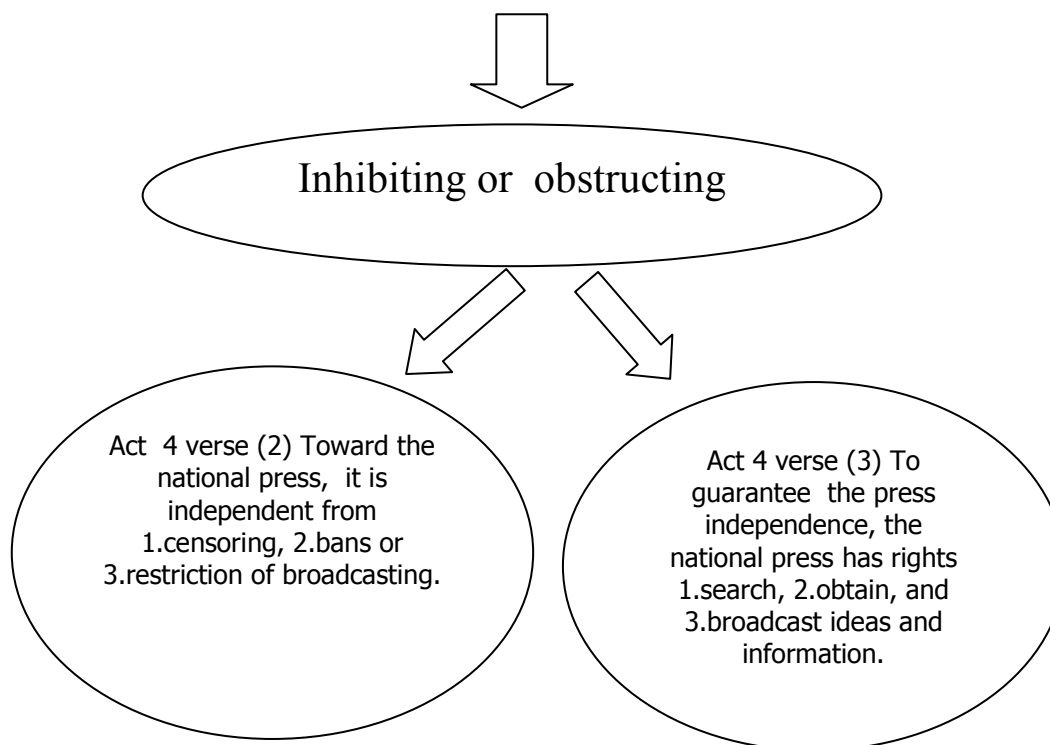 Inhibiting or obstructing
Act 4 verse (2) Toward the
national press, it is
independent from
1.censoring, 2.bans or
3.restriction of broadcasting.
Act 4 verse (3) To
guarantee the press
independence, the
national press has rights
1.search, 2.obtain, and
3.broadcast ideas and
information.